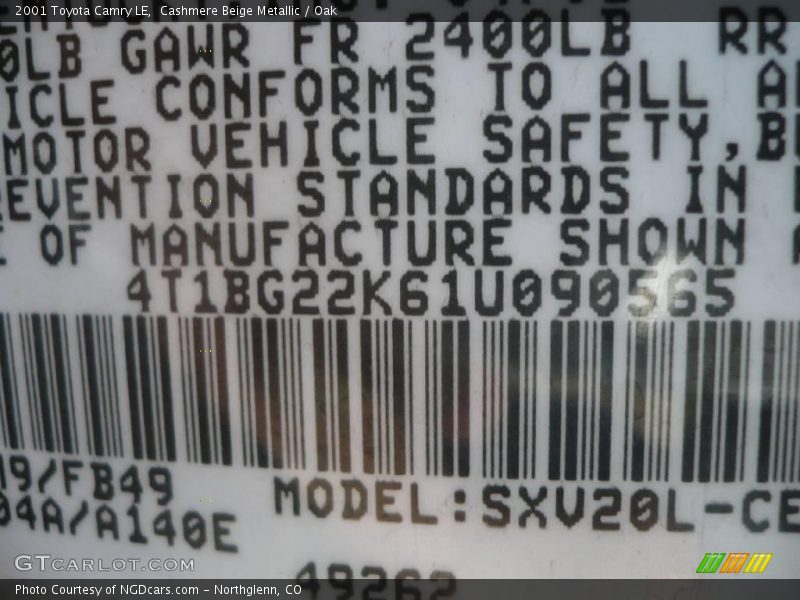 2001 Toyota Camry LE, Cashmere Beige Metallic / Oak
0LB GAWR FR 2400LB RR
ICLE CONFORMS TO ALL A
MOTOR VEHICLE SAFETY,B
EVENTION STANDARDS IN
OF MANUFACTURE SHOWN
4T1BG22K61U090565
49/FB49
MODEL:SXV20L-CE
04A/A140E
49262
GTCARLOT.COM
Photo Courtesy of NGDcars.com – Northglenn, CO